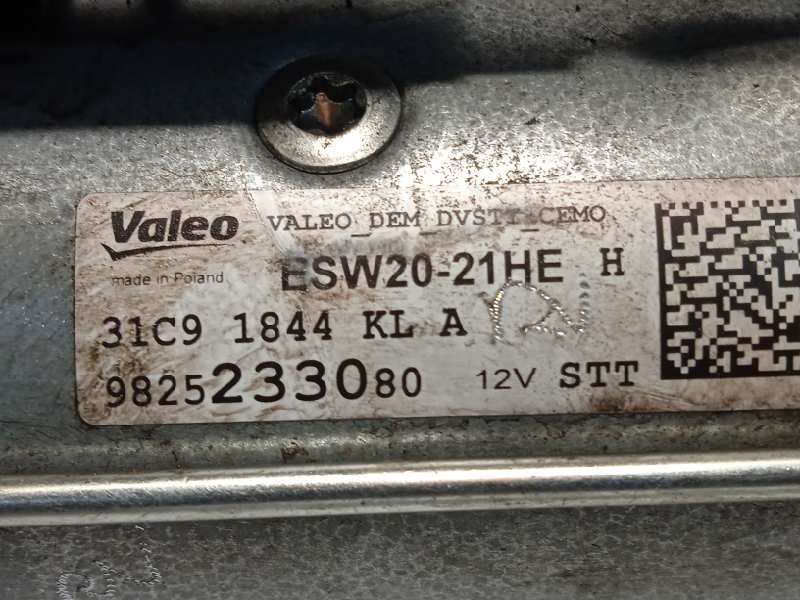 Valeo VALEO_DEM_DVSTT_CEMO
made in Poland ESW20-21HE H
31C9 1844 KL A
9825233080 12V STT